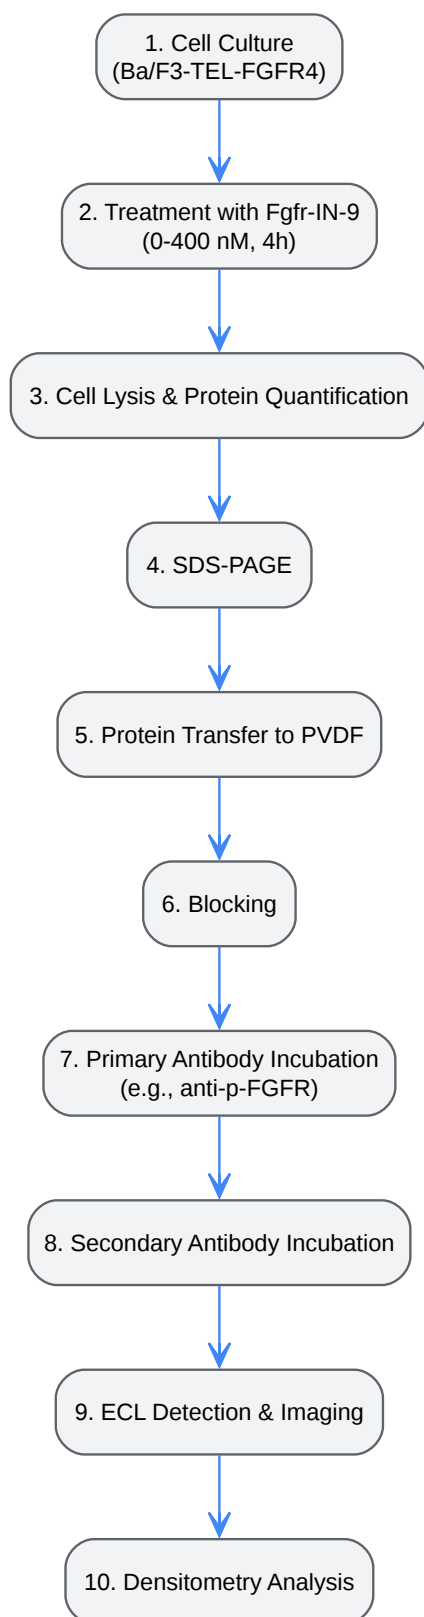 1. Cell Culture
(Ba/F3-TEL-FGFR4)
2. Treatment with Fgfr-IN-9
(0-400 nM, 4h)
3. Cell Lysis & Protein Quantification
4. SDS-PAGE
5. Protein Transfer to PVDF
6. Blocking
7. Primary Antibody Incubation
(e.g., anti-p-FGFR)
8. Secondary Antibody Incubation
9. ECL Detection & Imaging
10. Densitometry Analysis